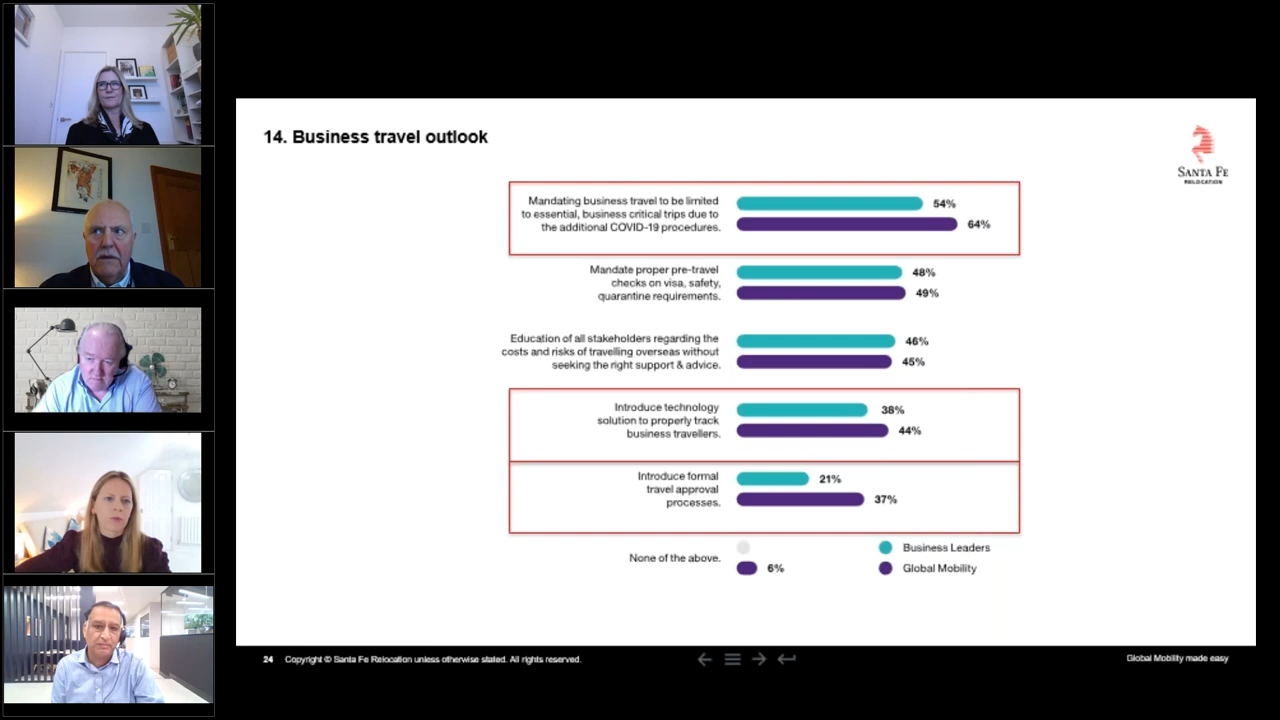 14. Business travel outlook
SANTA FE
RELOCATION
Mandating business travel to be limited
to essential, business critical trips due to
the additional COVID-19 procedures.
54%
64%
Mandate proper pre-travel
checks on visa, safety,
quarantine requirements.
48%
49%
Education of all stakeholders regarding the
costs and risks of travelling overseas without
seeking the right support & advice.
46%
45%
Introduce technology
solution to properly track
business travellers.
38%
44%
Introduce formal
travel approval
processes.
21%
37%
None of the above.
6%
Business Leaders
Global Mobility
24 Copyright © Santa Fe Relocation unless otherwise stated. All rights reserved.
Global Mobility made easy